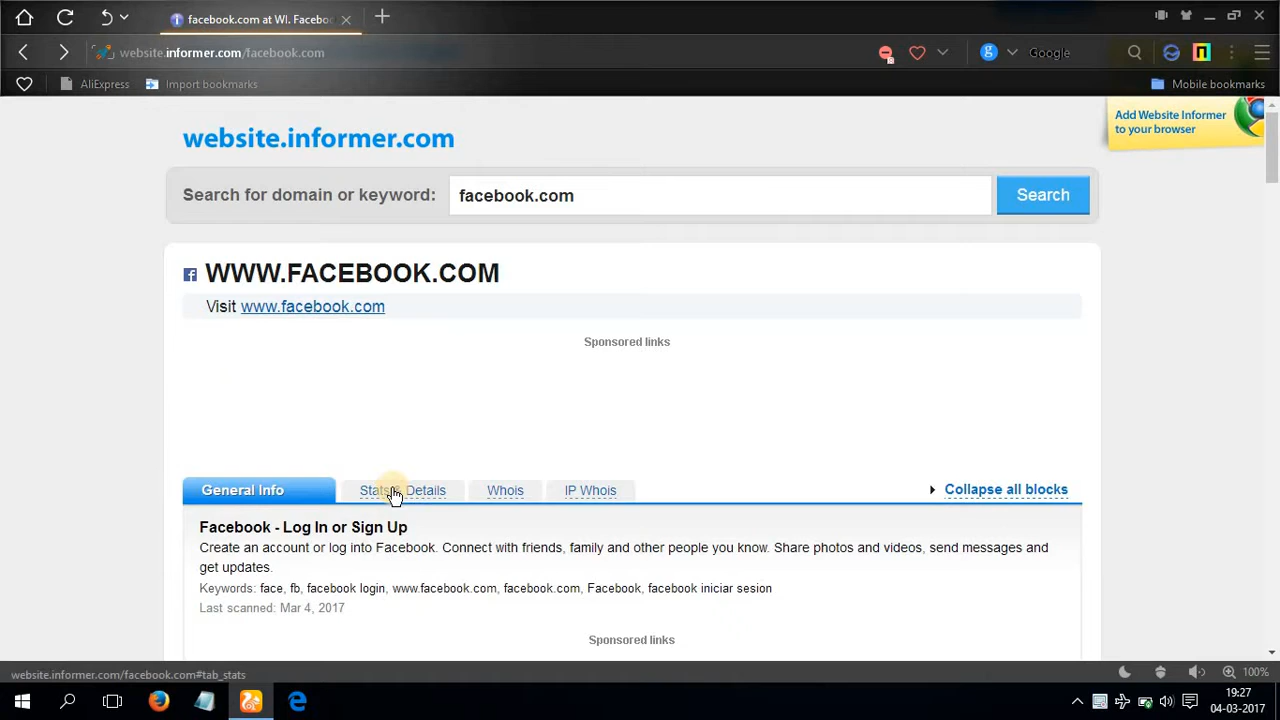 facebook.com at WI. Facebo
website.informer.com/facebook.com
Google
AliExpress
Import bookmarks
Mobile bookmarks
Add Website Informer
to your browser
website.informer.com
Search for domain or keyword:
facebook.com
Search
WWW.FACEBOOK.COM
Visit www.facebook.com
Sponsored links
General Info
Stats & Details
Whois
IP Whois
Collapse all blocks
Facebook - Log In or Sign Up
Create an account or log into Facebook. Connect with friends, family and other people you know. Share photos and videos, send messages and
get updates.
Keywords: face, fb, facebook login, www.facebook.com, facebook.com, Facebook, facebook iniciar sesion
Last scanned: Mar 4, 2017
Sponsored links
website.informer.com/facebook.com#tab_stats
100%
19:27
04-03-2017